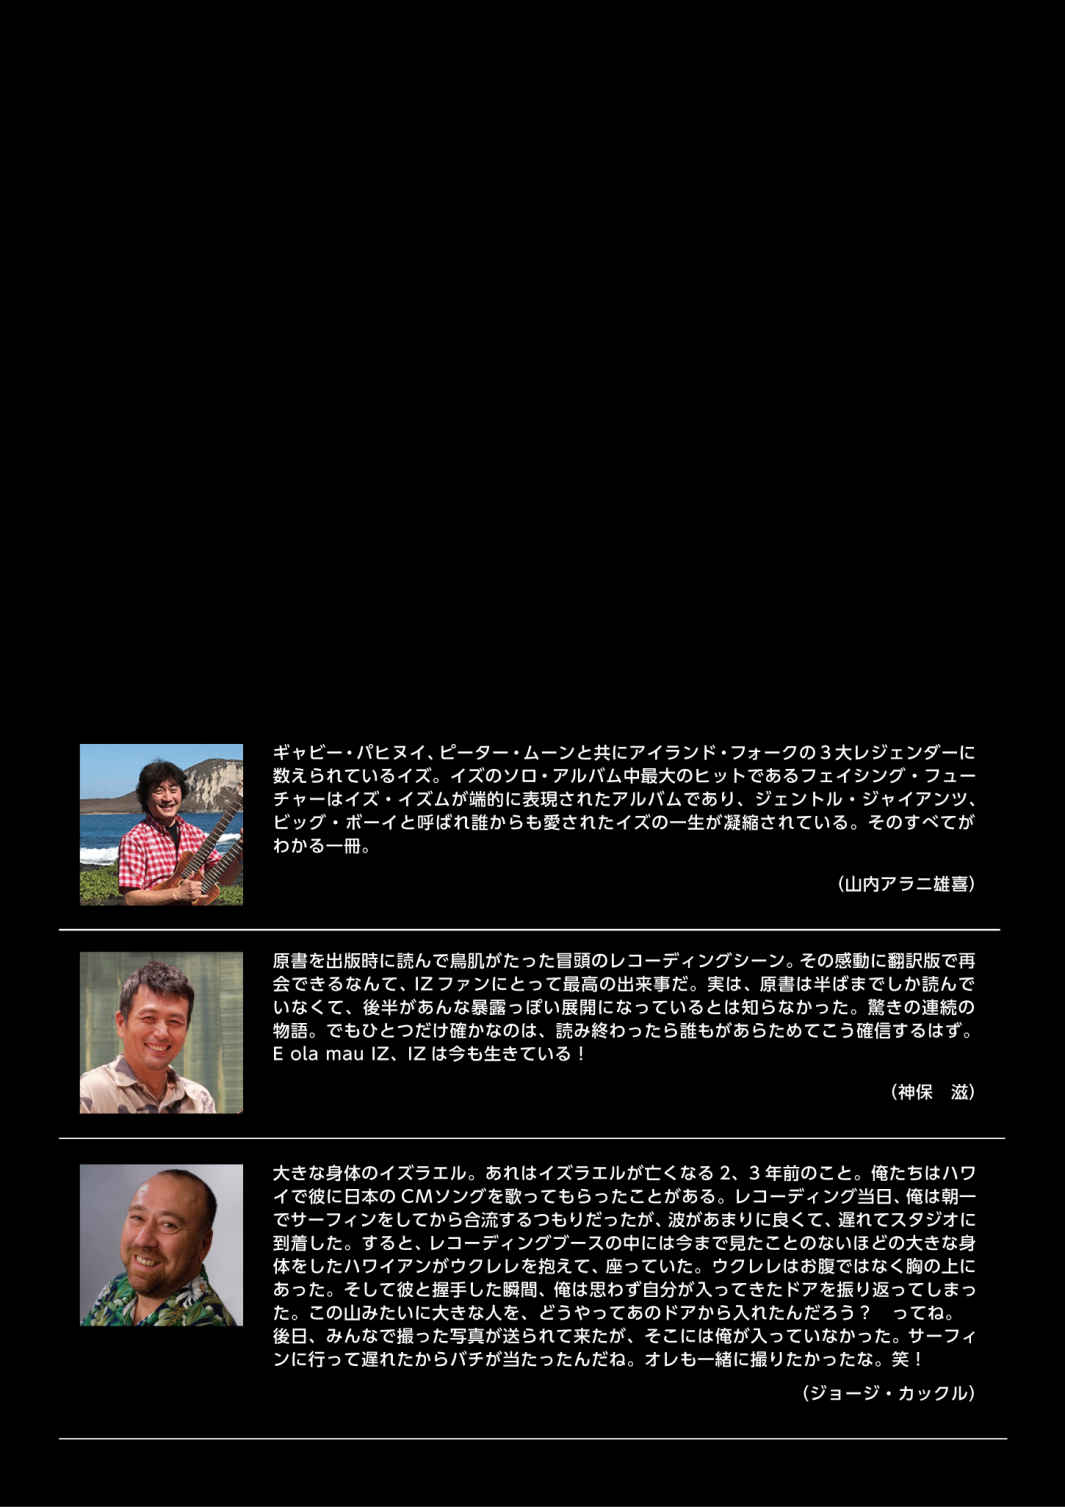 ギャビー・パヒヌイ、ピーター・ムーンと共にアイランド・フォークの3大レジェンダーに
数えられているイズ。イズのソロ・アルバム中最大のヒットであるフェイシング・フュー
チャーはイズ・イズムが端的に表現されたアルバムであり、ジェントル・ジャイアンツ、
ビッグ・ボーイと呼ばれ誰からも愛されたイズの一生が凝縮されている。そのすべてが
わかる一冊。
（山内アラニ雄喜）
原書を出版時に読んで鳥肌がたった冒頭のレコーディングシーン。その感動に翻訳版で再
会できるなんて、IZファンにとって最高の出来事だ。実は、原書は半ばまでしか読んで
いなくて、後半があんな暴露っぽい展開になっているとは知らなかった。驚きの連続の
物語。でもひとつだけ確かなのは、読み終わったら誰もがあらためてこう確信するはず。
E ola mau IZ、IZは今も生きている！
（神保　滋）
大きな身体のイズラエル。あれはイズラエルが亡くなる2、3年前のこと。俺たちはハワ
イで彼に日本のCMソングを歌ってもらったことがある。レコーディング当日、俺は朝一
でサーフィンをしてから合流するつもりだったが、波があまりに良くて、遅れてスタジオに
到着した。すると、レコーディングブースの中には今まで見たことのないほどの大きな身
体をしたハワイアンがウクレレを抱えて、座っていた。ウクレレはお腹ではなく胸の上に
あった。そして彼と握手した瞬間、俺は思わず自分が入ってきたドアを振り返ってしまっ
た。この山みたいに大きな人を、どうやってあのドアから入れたんだろう？　ってね。
後日、みんなで撮った写真が送られて来たが、そこには俺が入っていなかった。サーフィ
ンに行って遅れたからバチが当たったんだね。オレも一緒に撮りたかったな。笑！
（ジョージ・カックル）